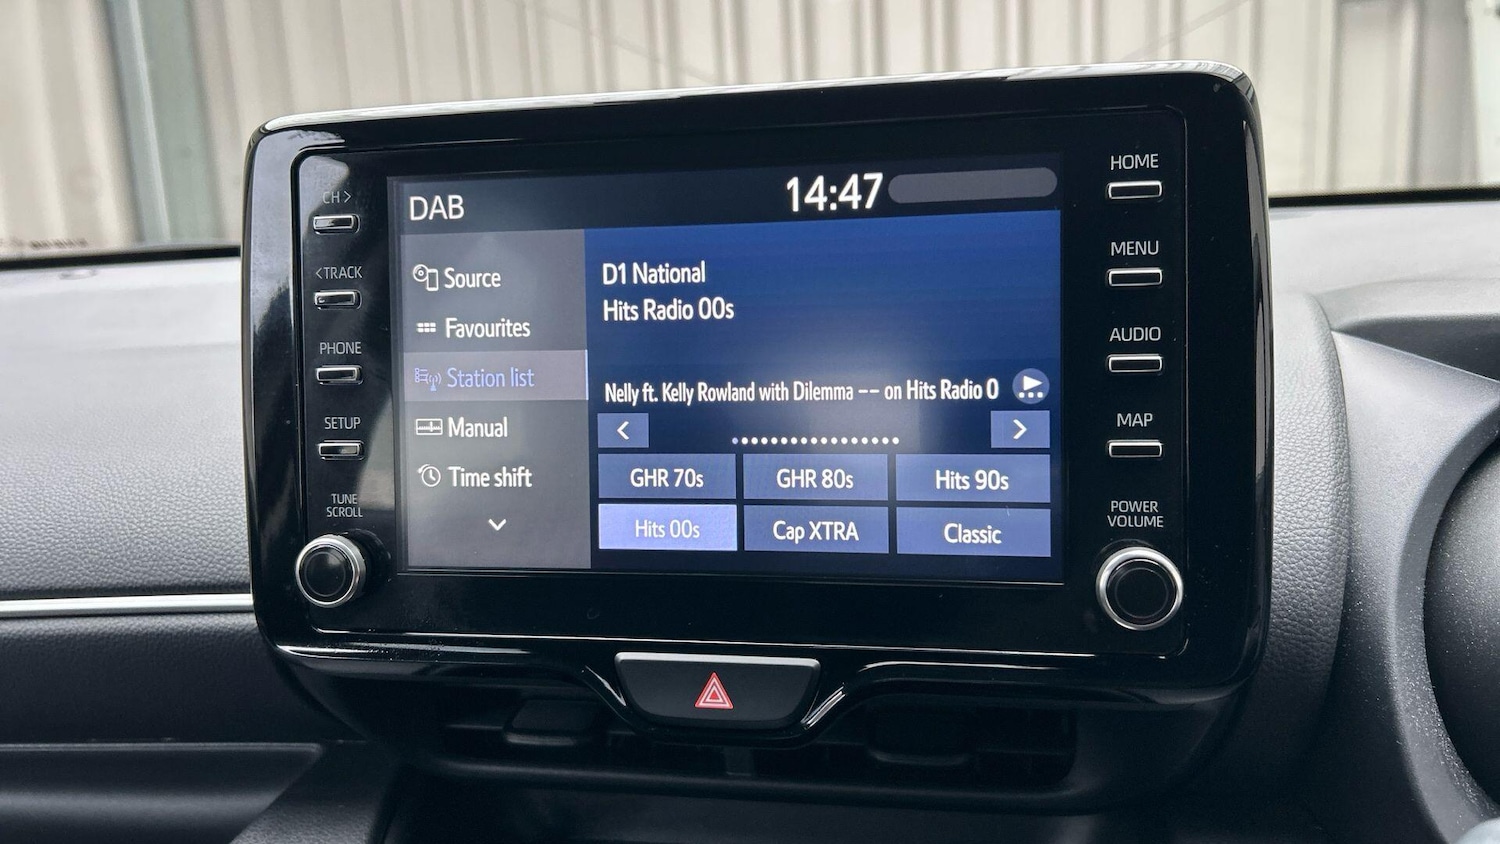 CH >
<TRACK
PHONE
SETUP
TUNE
SCROLL
DAB
14:47
Source
Favourites
Station list
Manual
Time shift
D1 National
Hits Radio 00s
Nelly ft. Kelly Rowland with Dilemma -- on Hits Radio 0
GHR 70s
GHR 80s
Hits 90s
Hits 00s
Cap XTRA
Classic
HOME
MENU
AUDIO
MAP
POWER
VOLUME